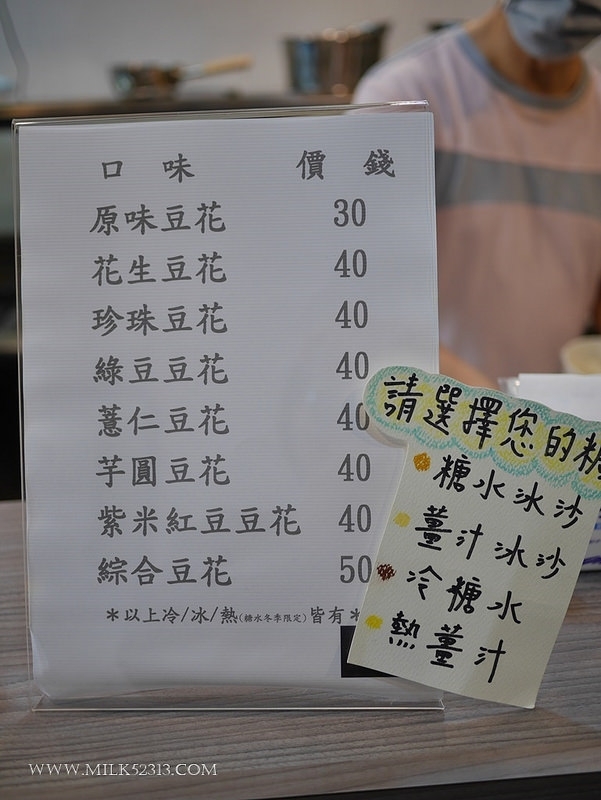 口味 價錢
原味豆花 30
花生豆花 40
珍珠豆花 40
綠豆豆花 40
薏仁豆花 40
芋圓豆花 40
紫米紅豆豆花 40
綜合豆花 50
*以上冷/冰/熱(糖水冬季限定)皆有*
請選擇您的糖
糖水冰沙
薑汁冰沙
冷糖水
熱薑汁
WWW.MILK52313.COM